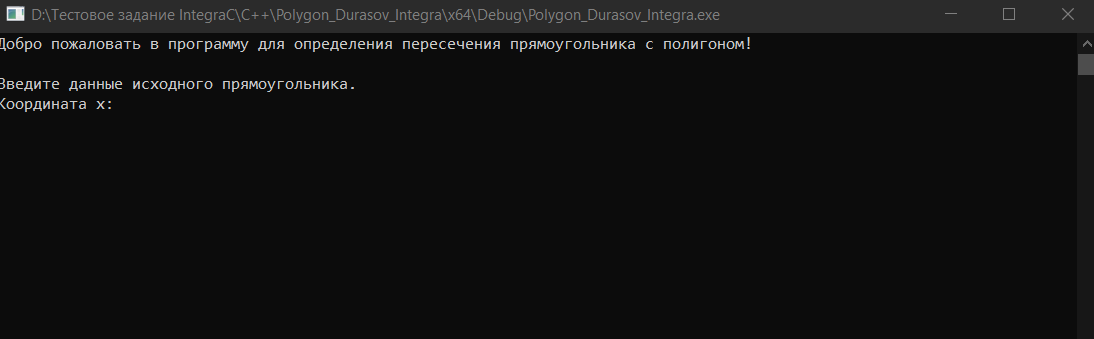 D:\Тестовое задание IntegraC\C++\Polygon_Durasov_Integra\x64\Debug\Polygon_Durasov_Integra.exe
Добро пожаловать в программу для определения пересечения прямоугольника с полигоном!
Введите данные исходного прямоугольника.
Координата x: